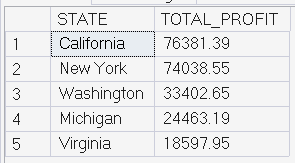 STATE TOTAL_PROFIT
1 California 76381.39
2 New York 74038.55
3 Washington 33402.65
4 Michigan 24463.19
5 Virginia 18597.95